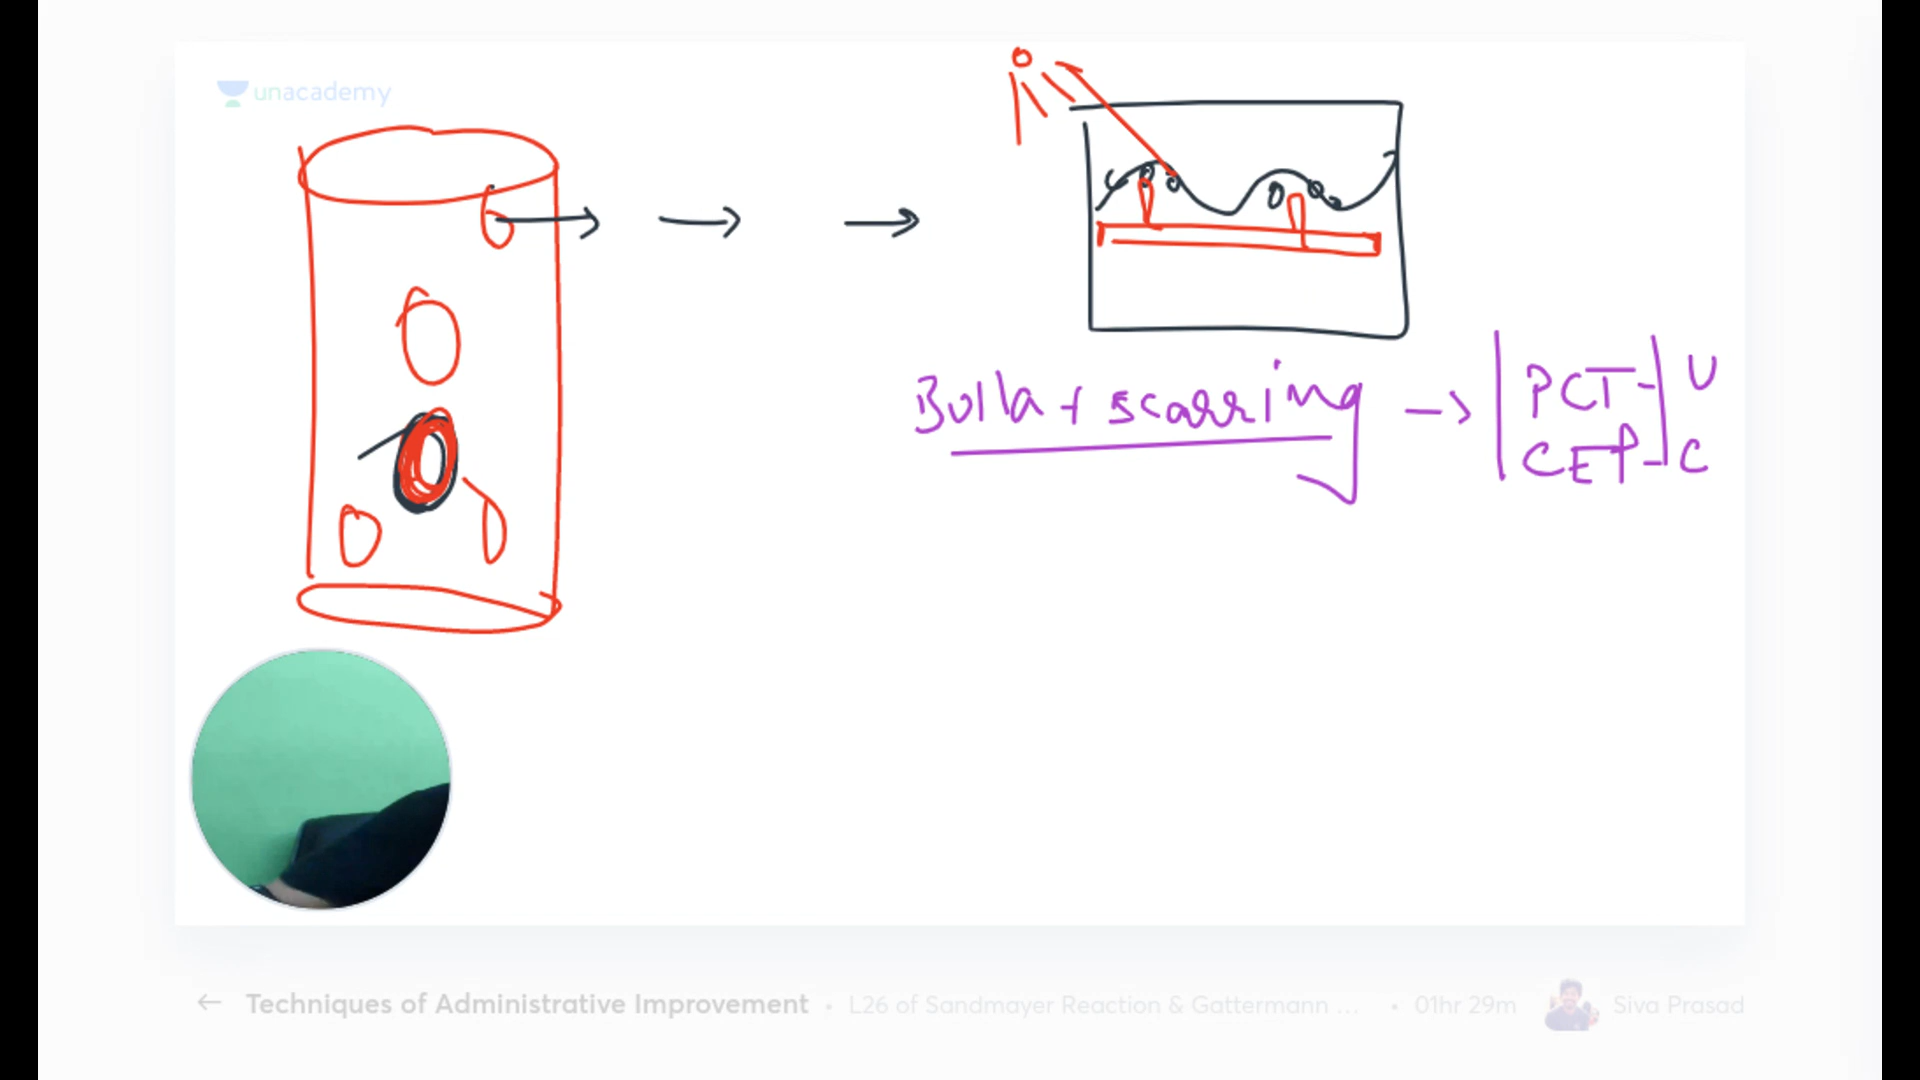 unacademy
Bulla + scarring → PCT - U
CEP - C
Techniques of Administrative Improvement • L26 of Sandmayer Reaction & Gattermann ... • 01hr 29m Siva Prasad